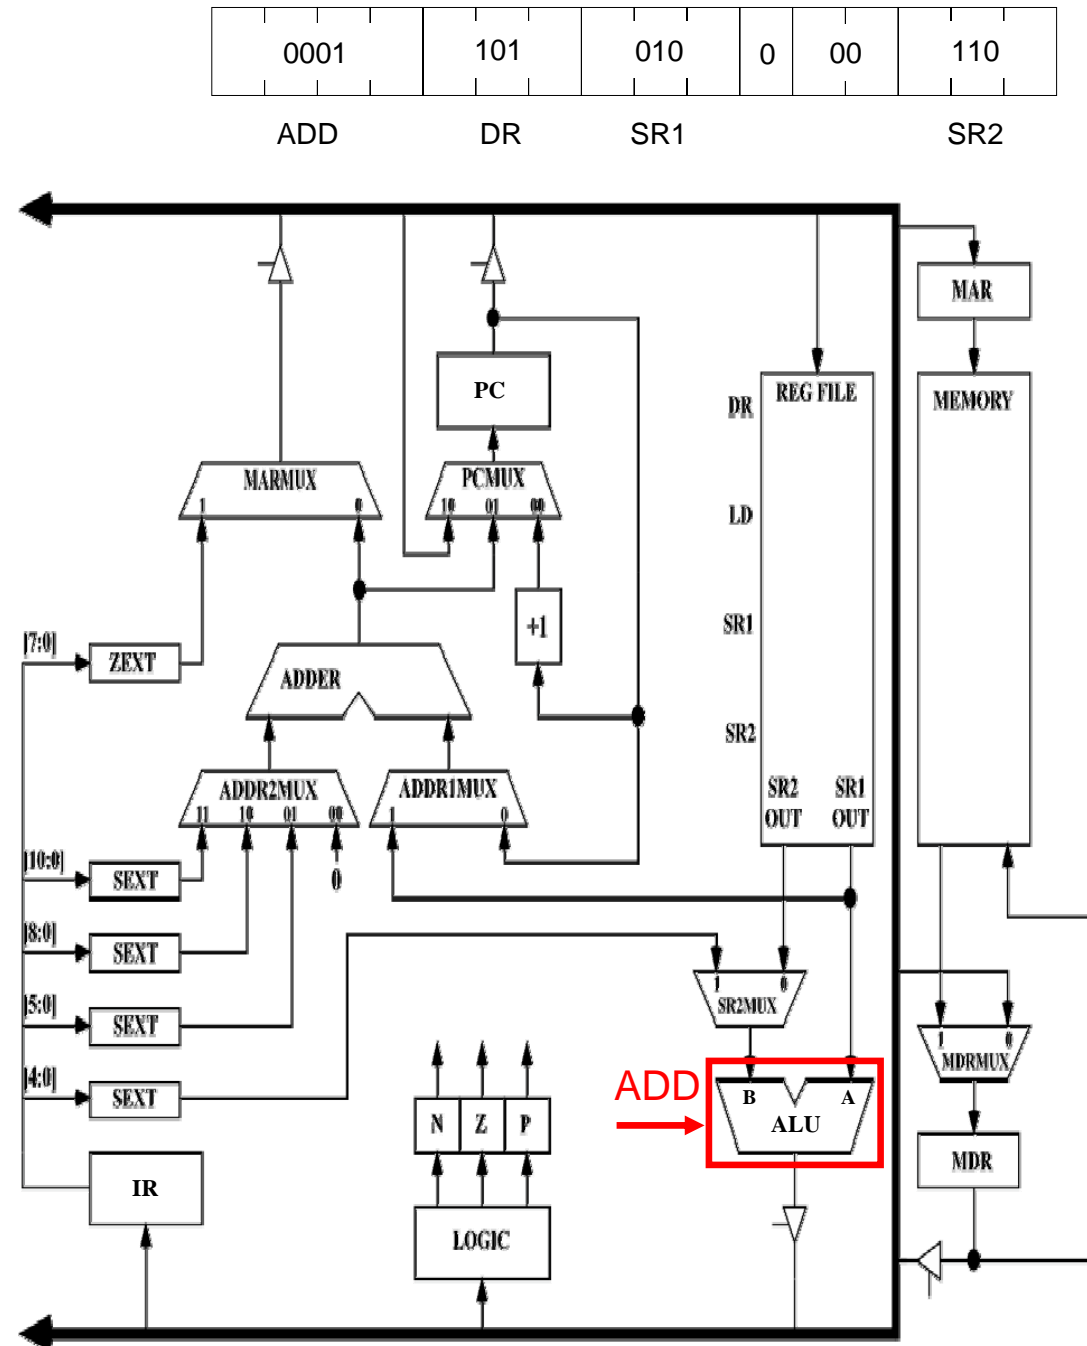 0001 101 010 0 00 110
ADD DR SR1 SR2
MAR
PC
REG FILE
MEMORY
DR
MARMUX
1 0
PCMUX
10 01 00
LD
+1
SR1
[7:0]
ZEXT
ADDER
SR2
SR2 OUT
SR1 OUT
ADDR2MUX
11 10 01 00
ADDR1MUX
1 0
[10:0]
SEXT
0
[8:0]
SEXT
[5:0]
SEXT
1 0
SR2MUX
1 0
MDRMUX
[4:0]
SEXT
ADD
B A
ALU
N Z P
MDR
IR
LOGIC